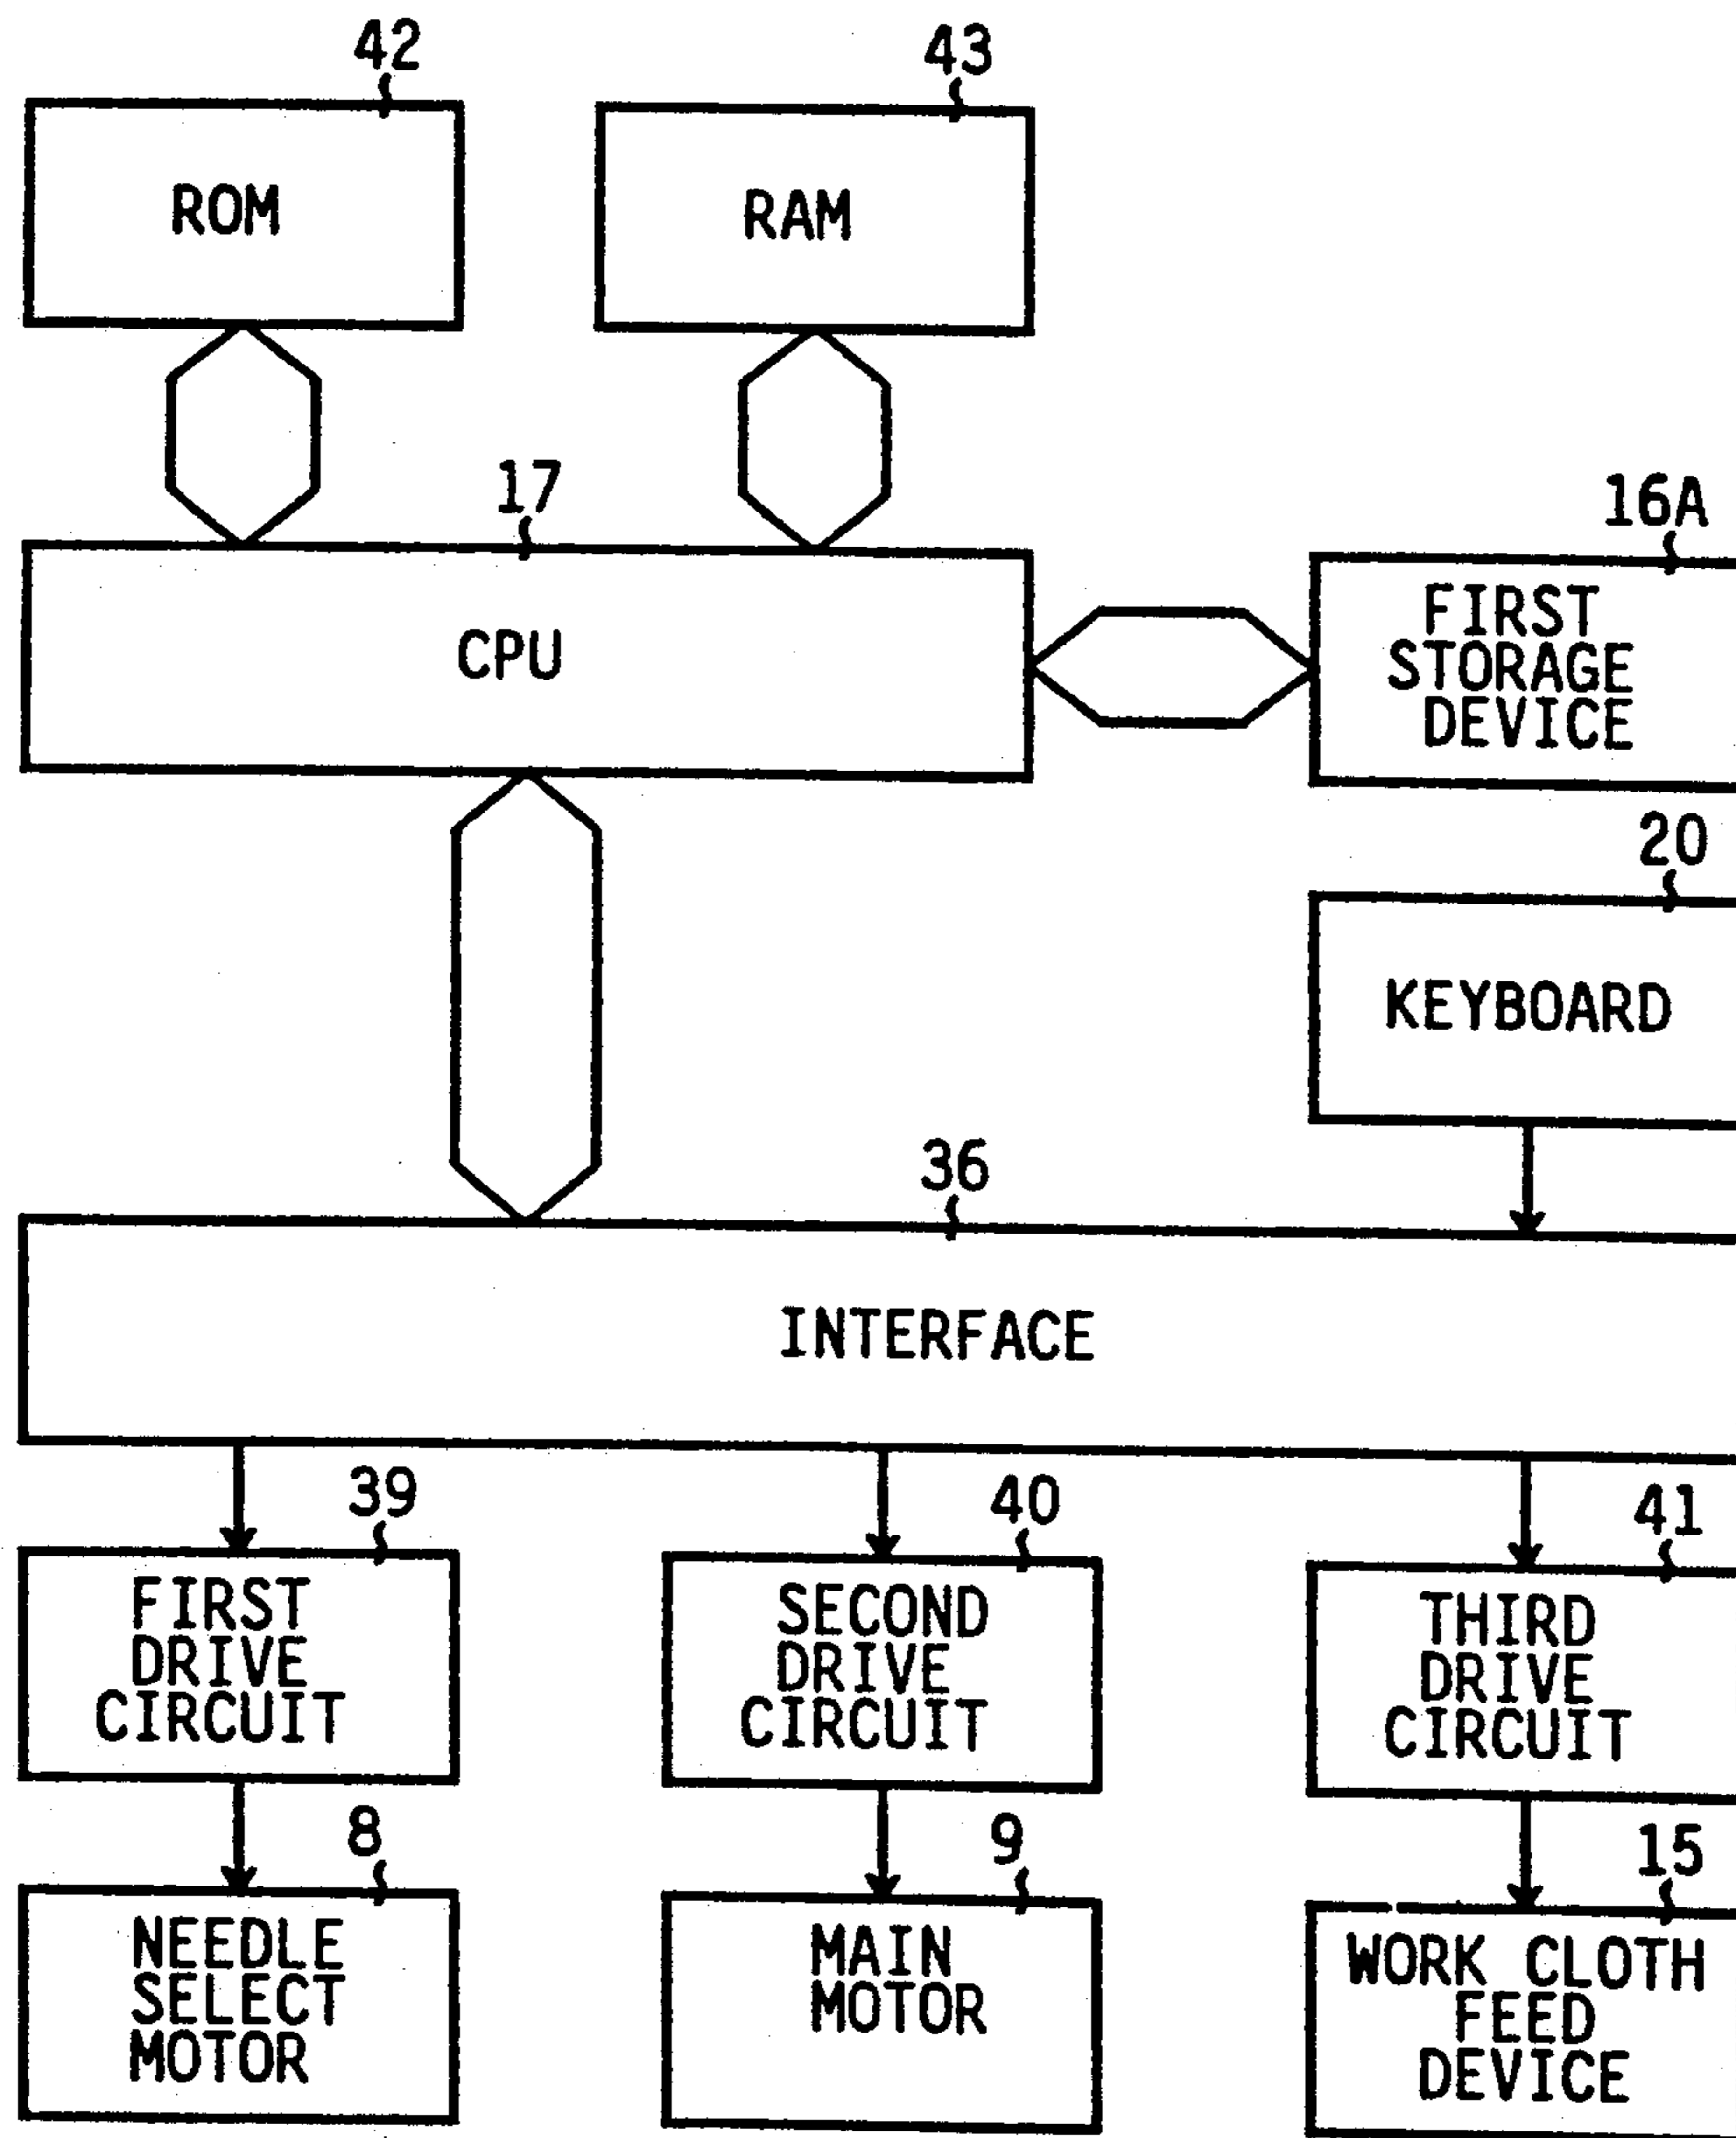 42
43
ROM
RAM
17
16A
CPU
FIRST
STORAGE
DEVICE
20
KEYBOARD
36
INTERFACE
39
40
41
FIRST
DRIVE
CIRCUIT
SECOND
DRIVE
CIRCUIT
THIRD
DRIVE
CIRCUIT
8
9
15
NEEDLE
SELECT
MOTOR
MAIN
MOTOR
WORK CLOTH
FEED
DEVICE